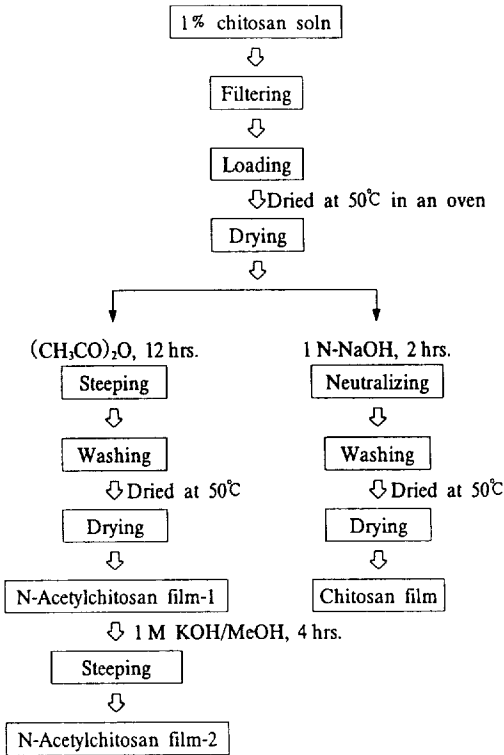 1% chitosan soln
Filtering
Loading
Dried at 50℃ in an oven
Drying
(CH₃CO)₂O, 12 hrs.
Steeping
Washing
Dried at 50℃
Drying
N-Acetylchitosan film-1
1 M KOH/MeOH, 4 hrs.
Steeping
N-Acetylchitosan film-2
1 N-NaOH, 2 hrs.
Neutralizing
Washing
Dried at 50℃
Drying
Chitosan film